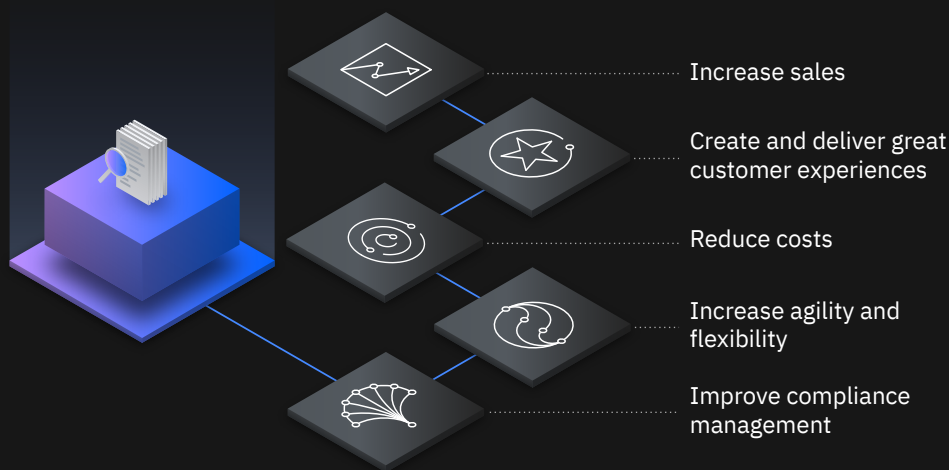 Increase sales
Create and deliver great
customer experiences
Reduce costs
Increase agility and
flexibility
Improve compliance
management